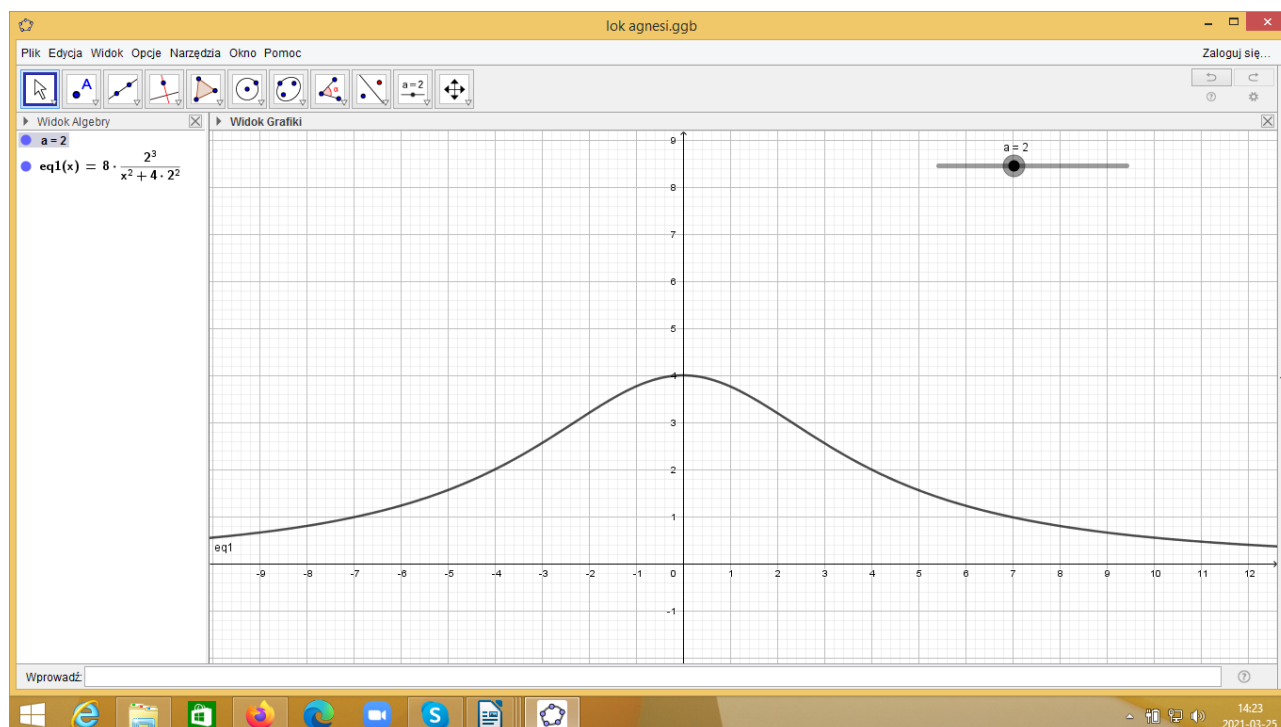 lok agnesi.ggb
Plik Edycja Widok Opcje Narzędzia Okno Pomoc
Zaloguj się...
A
α
a=2
Widok Algebry
Widok Grafiki
a = 2
eq1(x) = 8 · 2³ / (x² + 4 · 2²)
a = 2
9
8
7
6
5
4
3
2
1
-1
eq1
-9 -8 -7 -6 -5 -4 -3 -2 -1 0 1 2 3 4 5 6 7 8 9 10 11 12
Wprowadź:
14:23
2021-03-25